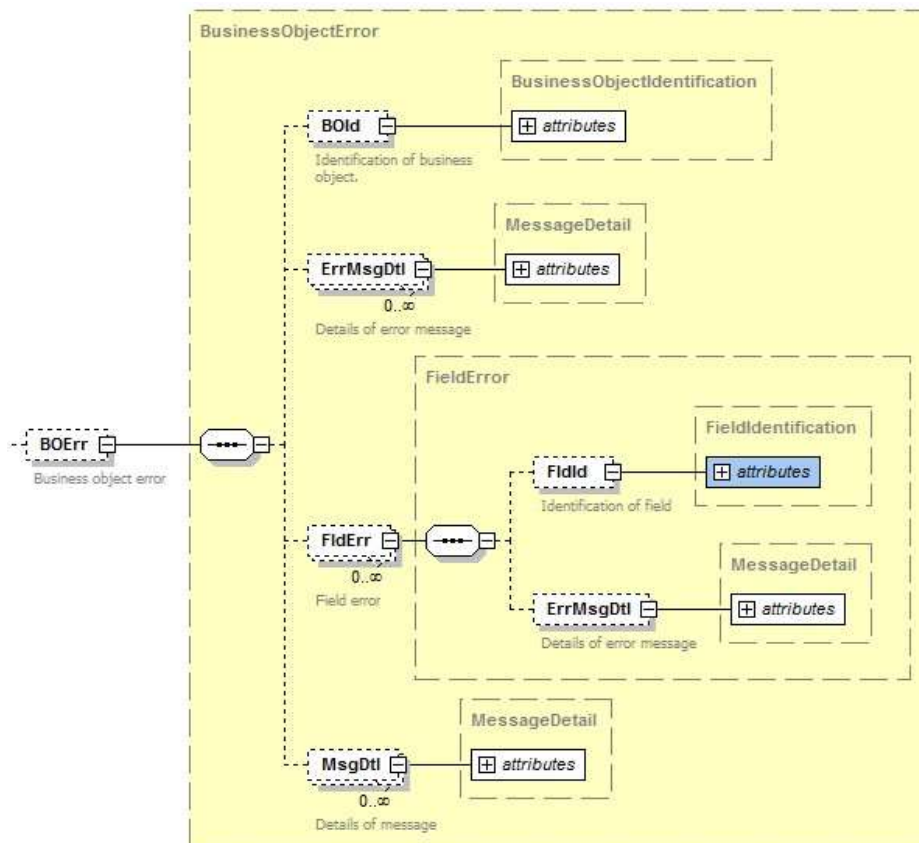 BusinessObjectError
BusinessObjectIdentification
BOId
attributes
Identification of business
object.
MessageDetail
ErrMsgDtl
attributes
0..∞
Details of error message
FieldError
FieldIdentification
BOErr
FldId
attributes
Business object error
Identification of field
FldErr
MessageDetail
0..∞
Field error
ErrMsgDtl
attributes
Details of error message
MessageDetail
MsgDtl
attributes
0..∞
Details of message